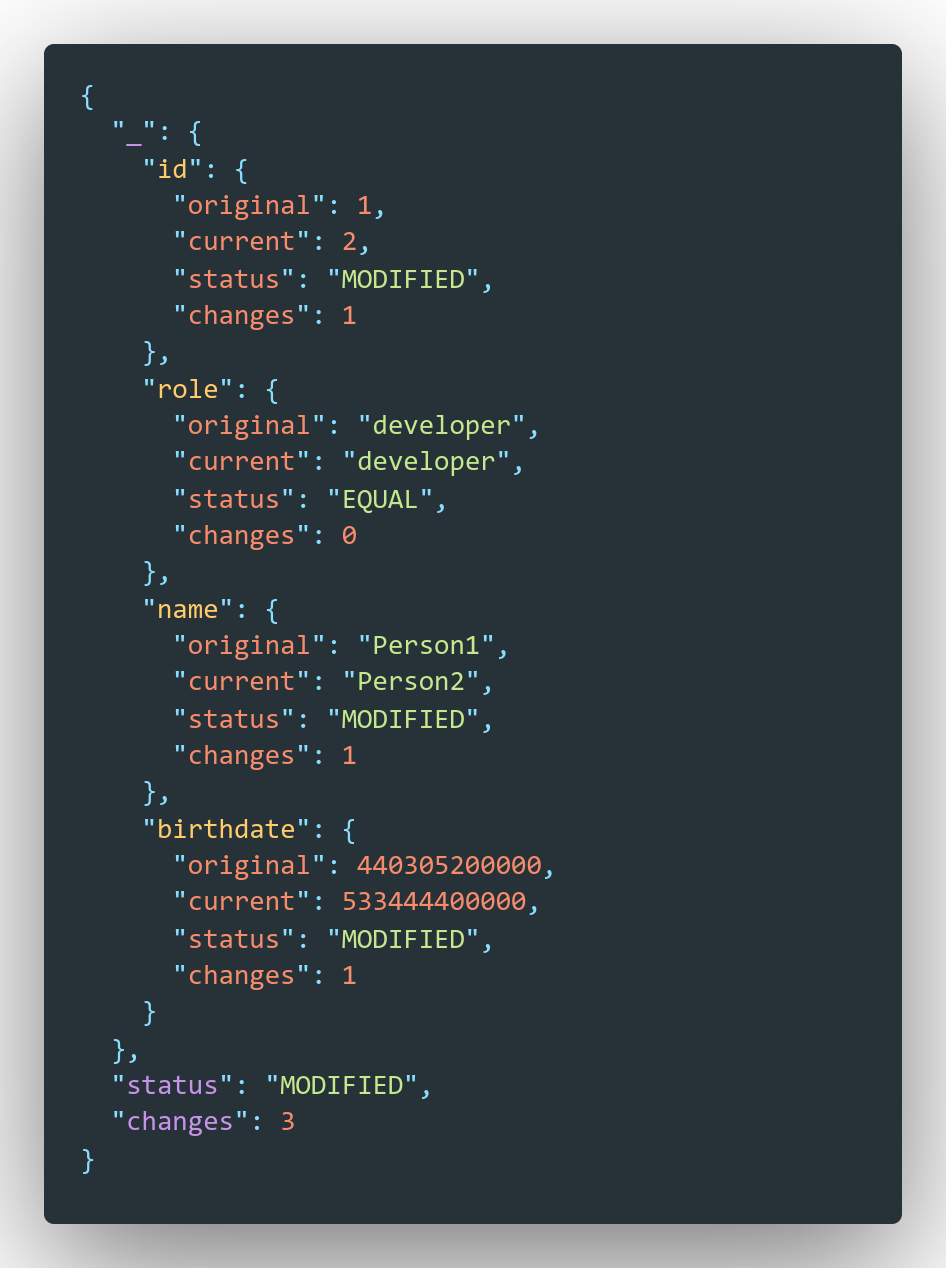 {
  "_": {
    "id": {
      "original": 1,
      "current": 2,
      "status": "MODIFIED",
      "changes": 1
    },
    "role": {
      "original": "developer",
      "current": "developer",
      "status": "EQUAL",
      "changes": 0
    },
    "name": {
      "original": "Person1",
      "current": "Person2",
      "status": "MODIFIED",
      "changes": 1
    },
    "birthdate": {
      "original": 440305200000,
      "current": 533444400000,
      "status": "MODIFIED",
      "changes": 1
    }
  },
  "status": "MODIFIED",
  "changes": 3
}